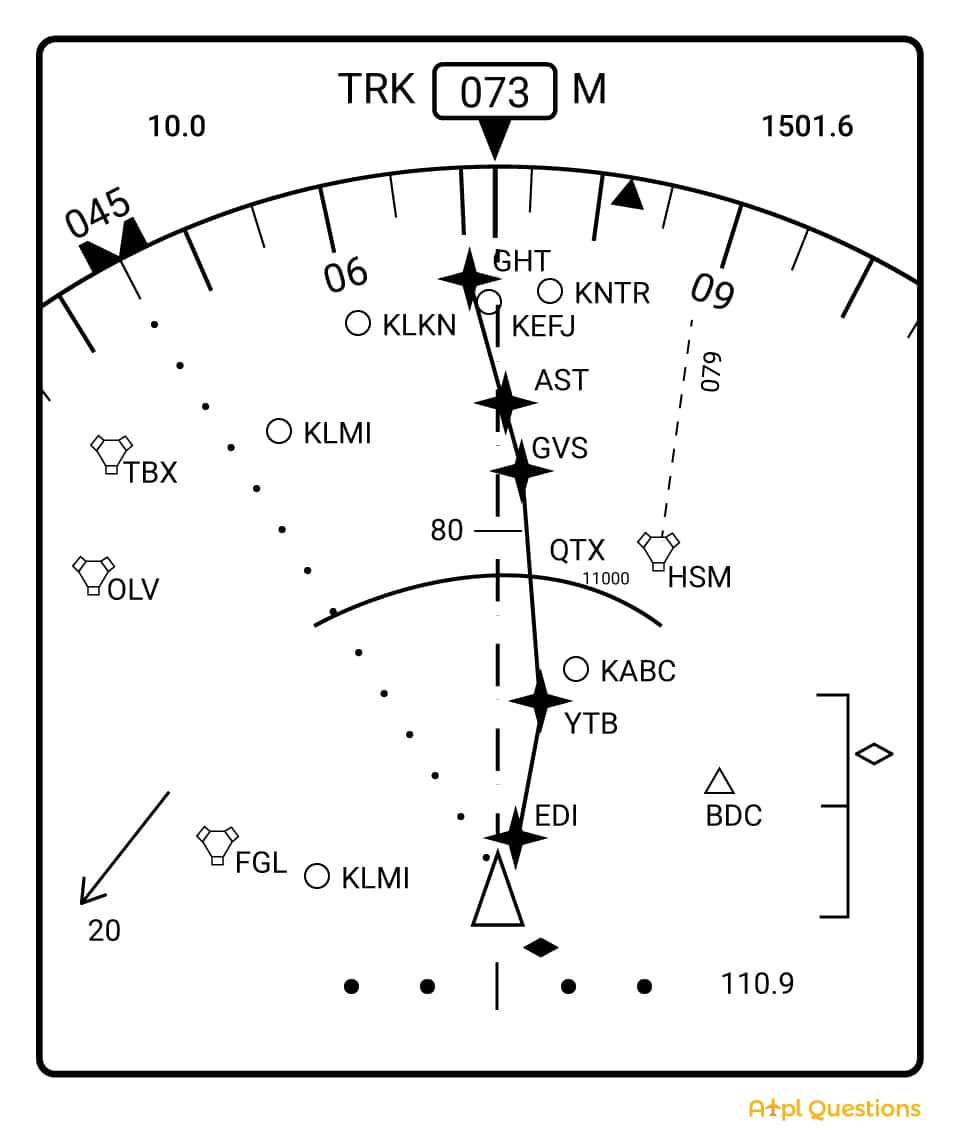 TRK 073 M
10.0
1501.6
045
06
09
GHT
KNTR
KLKN
KEFJ
079
AST
KLMI
GVS
TBX
80
QTX
11000
HSM
OLV
KABC
YTB
EDI
BDC
FGL
KLMI
20
110.9
Atpl Questions